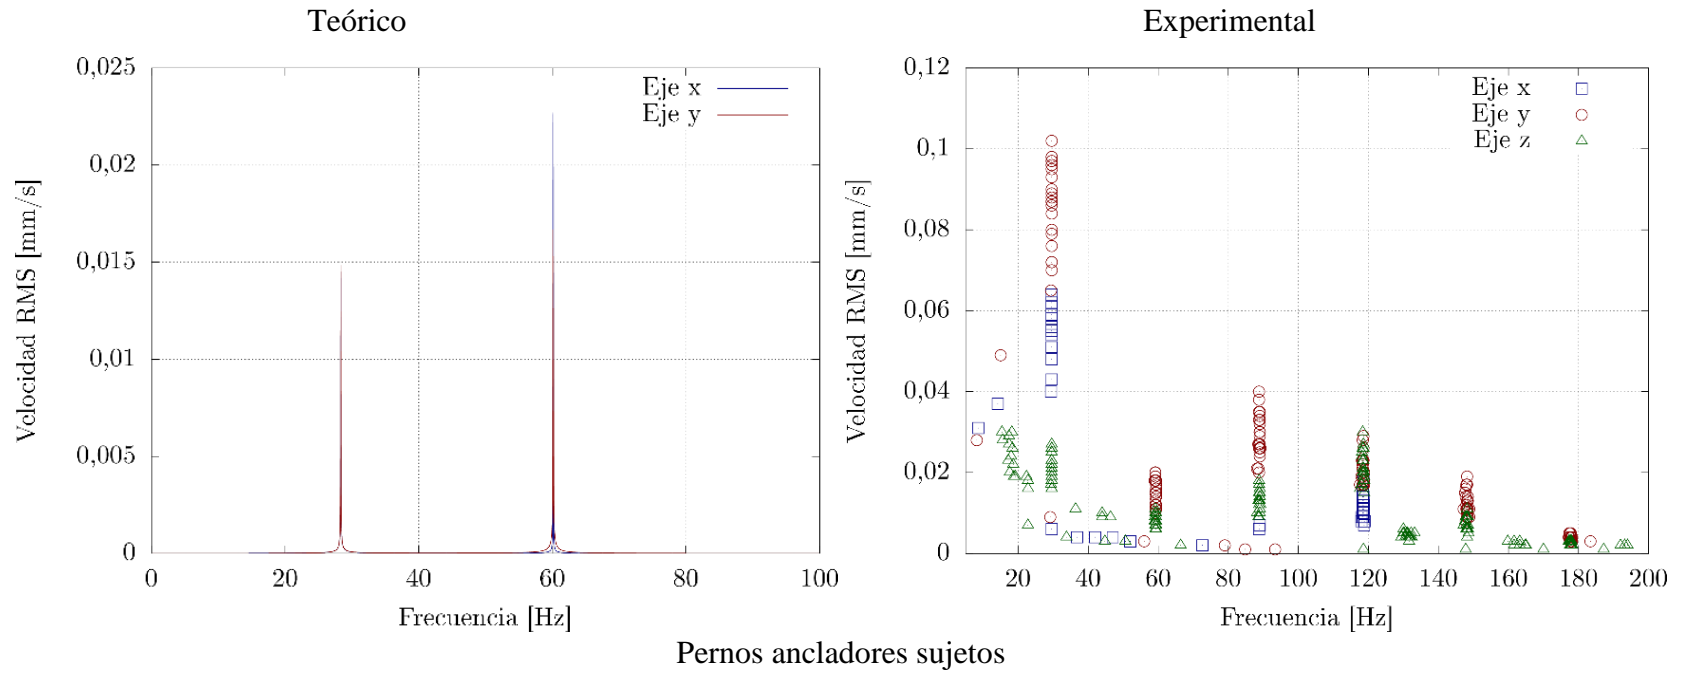 Teórico
Experimental
0,025
0,02
0,015
0,01
0,005
0
0
20
40
60
80
100
Velocidad RMS [mm/s]
Frecuencia [Hz]
Eje x
Eje y
0,12
0,1
0,08
0,06
0,04
0,02
0
20
40
60
80
100
120
140
160
180
200
Velocidad RMS [mm/s]
Frecuencia [Hz]
Eje x
Eje y
Eje z
Pernos ancladores sujetos